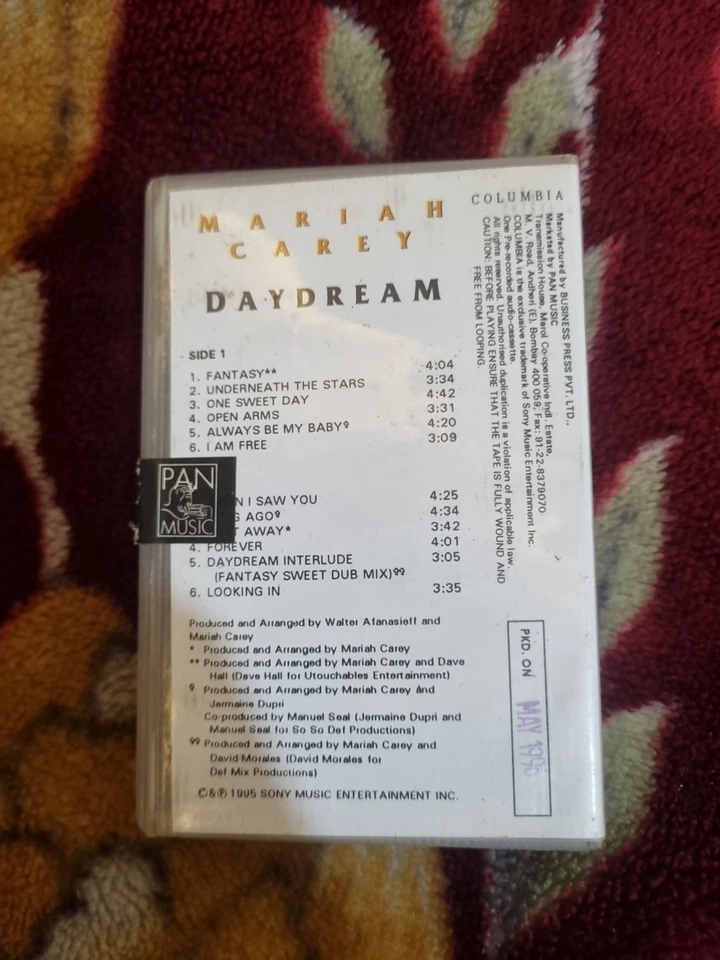 MARIAH
CAREY
DAYDREAM
SIDE 1
1. FANTASY** 4:04
2. UNDERNEATH THE STARS 3:34
3. ONE SWEET DAY 4:42
4. OPEN ARMS 3:31
5. ALWAYS BE MY BABY⚲ 4:20
6. I AM FREE 3:09
PAN
MUSIC
N I SAW YOU 4:25
G AGO⚲ 4:34
T AWAY* 3:42
4. FOREVER 4:01
5. DAYDREAM INTERLUDE 3:05
(FANTASY SWEET DUB MIX)⚲⚲
6. LOOKING IN 3:35
Produced and Arranged by Walter Afanasieff and
Mariah Carey
* Produced and Arranged by Mariah Carey
** Produced and Arranged by Mariah Carey and Dave
Hall (Dave Hall for Utouchables Entertainment)
⚲ Produced and Arranged by Mariah Carey and
Jermaine Dupri
Co-produced by Manuel Seal (Jermaine Dupri and
Manuel Seal for So So Def Productions)
⚲⚲ Produced and Arranged by Mariah Carey and
David Morales (David Morales for
Def Mix Productions)
©&℗ 1995 SONY MUSIC ENTERTAINMENT INC.
COLUMBIA
Manufactured by BUSINESS PRESS PVT. LTD.,
Marketed by PAN MUSIC
Transmission House, Marol Co-operative Indl. Estate,
M. V. Road, Andheri (E), Bombay 400 059, Fax: 91-22-8379070
COLUMBIA is the exclusive trademark of Sony Music Entertainment Inc.
One Pre-recorded audio-cassette.
All rights reserved. Unauthorised duplication is a violation of applicable law.
CAUTION: BEFORE PLAYING ENSURE THAT THE TAPE IS FULLY WOUND AND
FREE FROM LOOPING.
PKD. ON MAY 1996